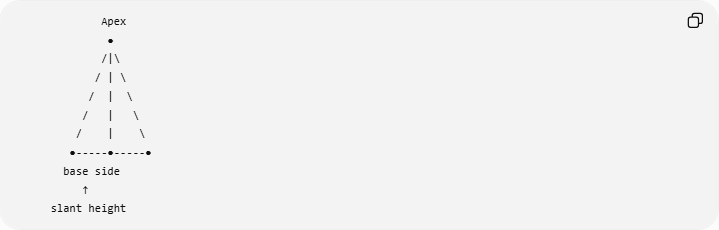 Apex
●
/|\
/ | \
/  |  \
/   |   \
/    |    \
●-----●-----●
base side
↑
slant height